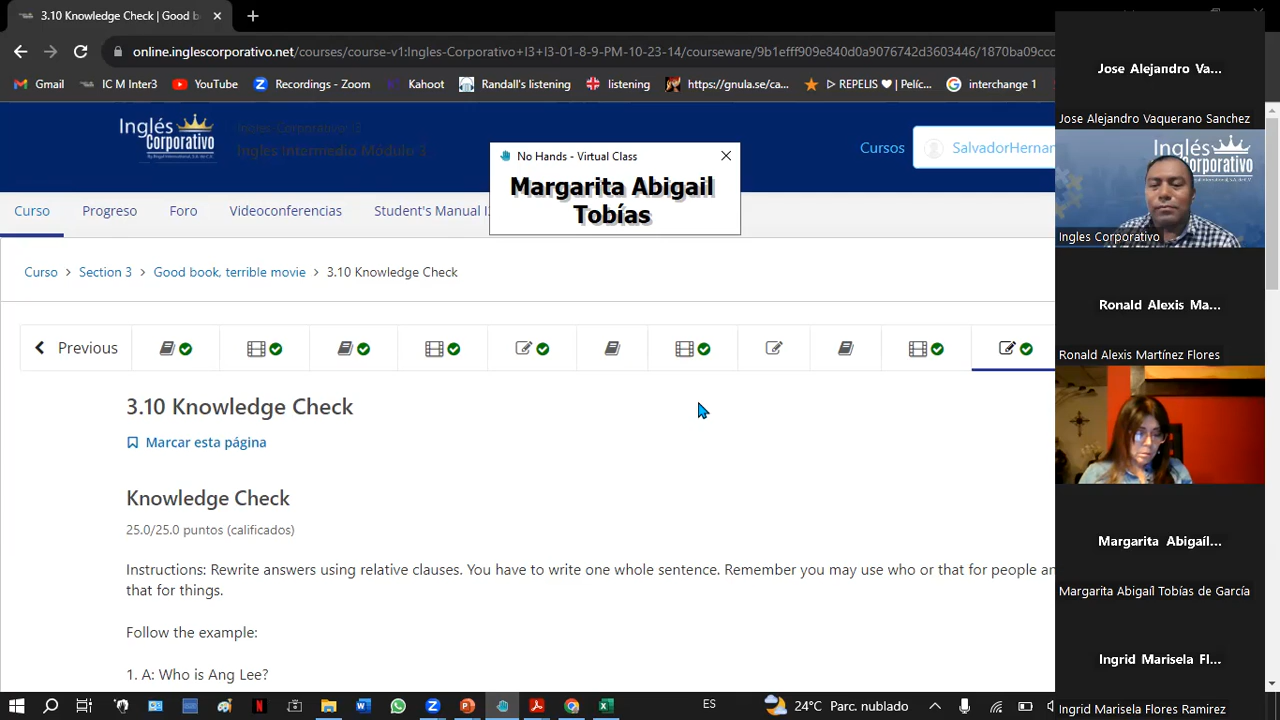 3.10 Knowledge Check | Good b
online.inglescorporativo.net/courses/course-v1:Ingles-Corporativo+I3+I3-01-8-9-PM-10-23-14/courseware/9b1efff909e840d0a9076742d3603446/1870ba09ccc
Gmail
IC M Inter3
YouTube
Recordings - Zoom
Kahoot
Randall's listening
listening
https://gnula.se/ca...
▷ REPELIS ♥ | Pelíc...
interchange 1
Inglés
Corporativo
Ingles Corporativo I3
Ingles Intermedio Módulo 3
Cursos
SalvadorHernan
No Hands - Virtual Class
Margarita Abigail
Tobías
Curso
Progreso
Foro
Videoconferencias
Student's Manual I
Curso > Section 3 > Good book, terrible movie > 3.10 Knowledge Check
Previous
3.10 Knowledge Check
Marcar esta página
Knowledge Check
25.0/25.0 puntos (calificados)
Instructions: Rewrite answers using relative clauses. You have to write one whole sentence. Remember you may use who or that for people an
that for things.
Follow the example:
1. A: Who is Ang Lee?
Jose Alejandro Va...
Jose Alejandro Vaquerano Sanchez
Inglés
Corporativo
Ingles Corporativo
Ronald Alexis Ma...
Ronald Alexis Martínez Flores
Margarita Abigaíl...
Margarita Abigaíl Tobías de García
Ingrid Marisela Fl...
Ingrid Marisela Flores Ramirez
ES
24°C Parc. nublado